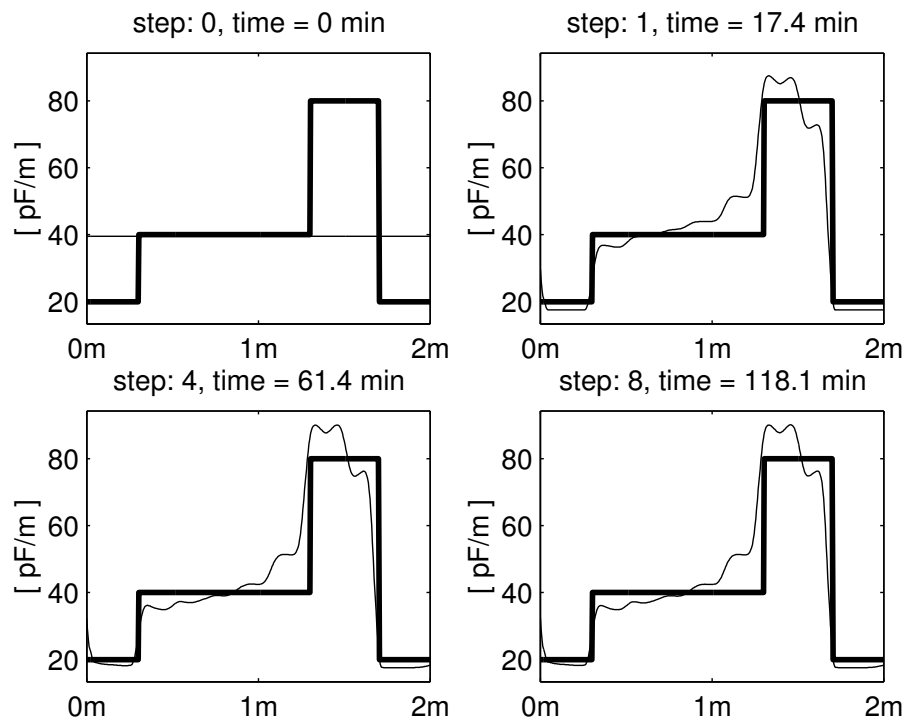 step: 0, time = 0 min
[ pF/m ]
80
60
40
20
0m 1m 2m
step: 1, time = 17.4 min
[ pF/m ]
80
60
40
20
0m 1m 2m
step: 4, time = 61.4 min
[ pF/m ]
80
60
40
20
0m 1m 2m
step: 8, time = 118.1 min
[ pF/m ]
80
60
40
20
0m 1m 2m